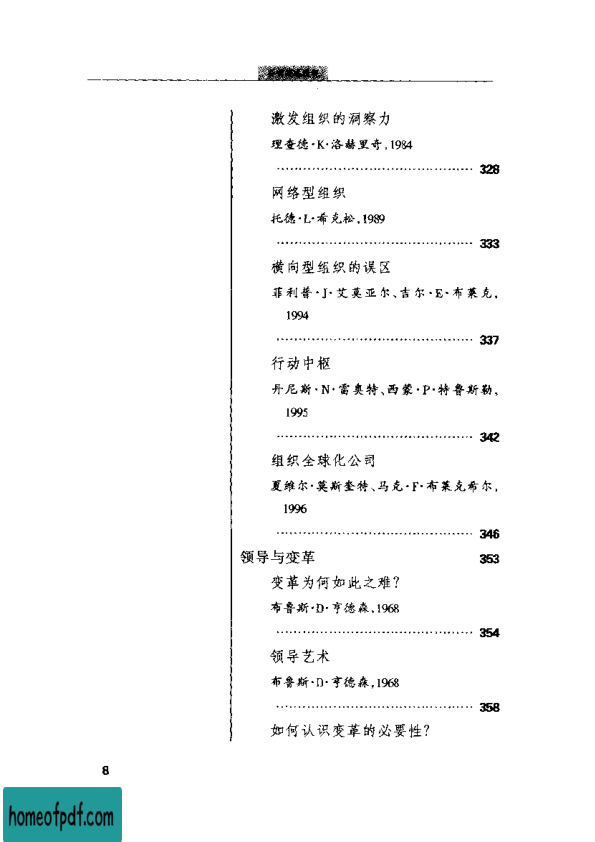 激发组织的洞察力
理查德·K·洛赫里奇,1984
…………………………………… 328
网络型组织
托德·L·希克松,1989
…………………………………… 333
横向型组织的误区
菲利普·J·艾莫亚尔、吉尔·E·布莱克,
1994
…………………………………… 337
行动中枢
丹尼斯·N·雷奥特、西蒙·P·特鲁斯勒,
1995
…………………………………… 342
组织全球化公司
夏维尔·莫斯奎特、马克·F·布莱克希尔,
1996
…………………………………… 346
领导与变革 353
变革为何如此之难?
布鲁斯·D·亨德森,1968
…………………………………… 354
领导艺术
布鲁斯·D·亨德森,1968
…………………………………… 358
如何认识变革的必要性?
8
homeofpdf.com